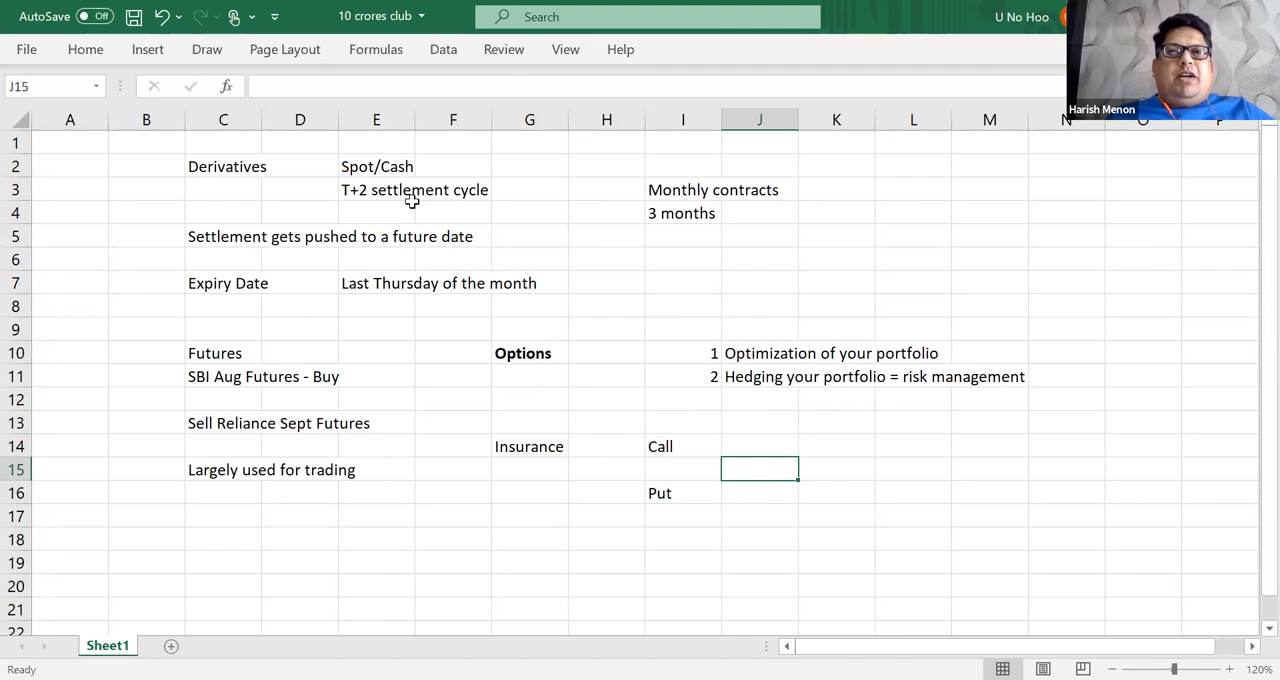 AutoSave Off 10 crores club Search U No Hoo
File Home Insert Draw Page Layout Formulas Data Review View Help
J15 fx
Harish Menon
A B C D E F G H I J K L M N O P
1
2 Derivatives Spot/Cash
3 T+2 settlement cycle Monthly contracts
4 3 months
5 Settlement gets pushed to a future date
6
7 Expiry Date Last Thursday of the month
8
9
10 Futures Options 1 Optimization of your portfolio
11 SBI Aug Futures - Buy 2 Hedging your portfolio = risk management
12
13 Sell Reliance Sept Futures
14 Insurance Call
15 Largely used for trading
16 Put
17
18
19
20
21
22
Sheet1
Ready 120%